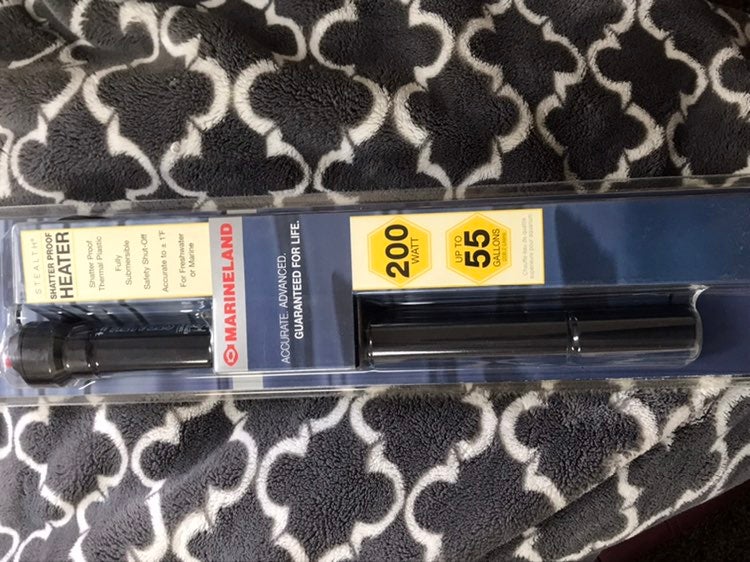 STEALTH®
SHATTER PROOF
HEATER
Shatter Proof
Thermal Plastic
Fully
Submersible
Safety Shut-Off
Accurate to ± 1°F
For Freshwater
or Marine
MARINELAND
ACCURATE. ADVANCED.
GUARANTEED FOR LIFE.
200
WATT
UP TO
55
GALLONS